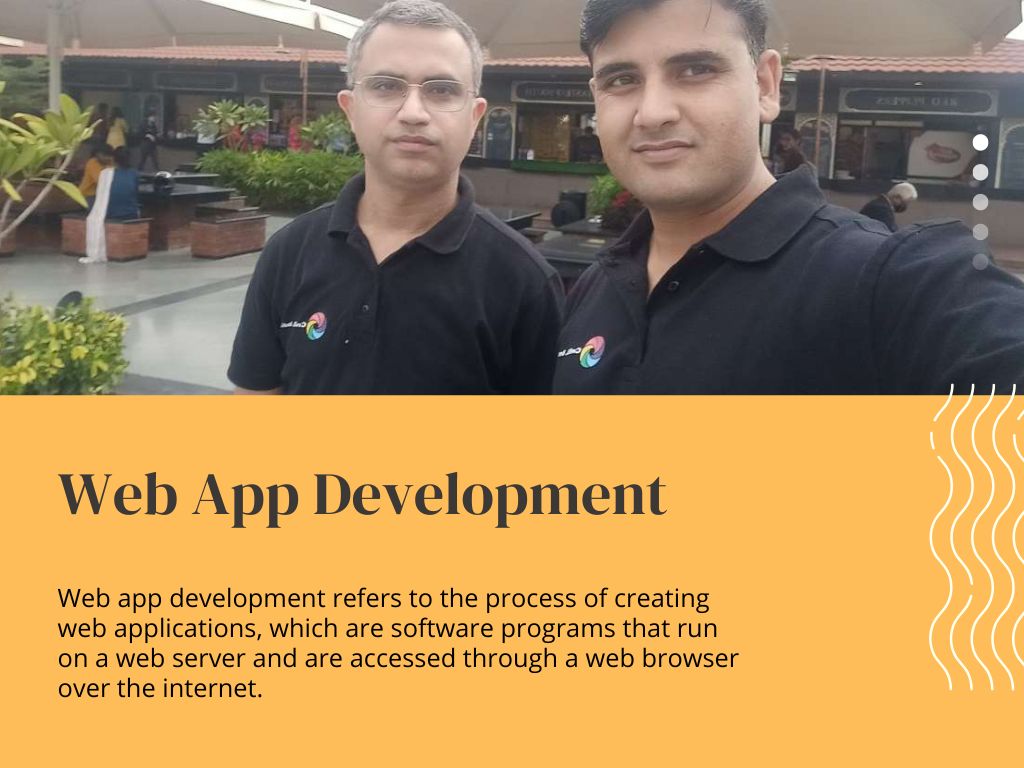 Web App Development
Web app development refers to the process of creating
web applications, which are software programs that run
on a web server and are accessed through a web browser
over the internet.